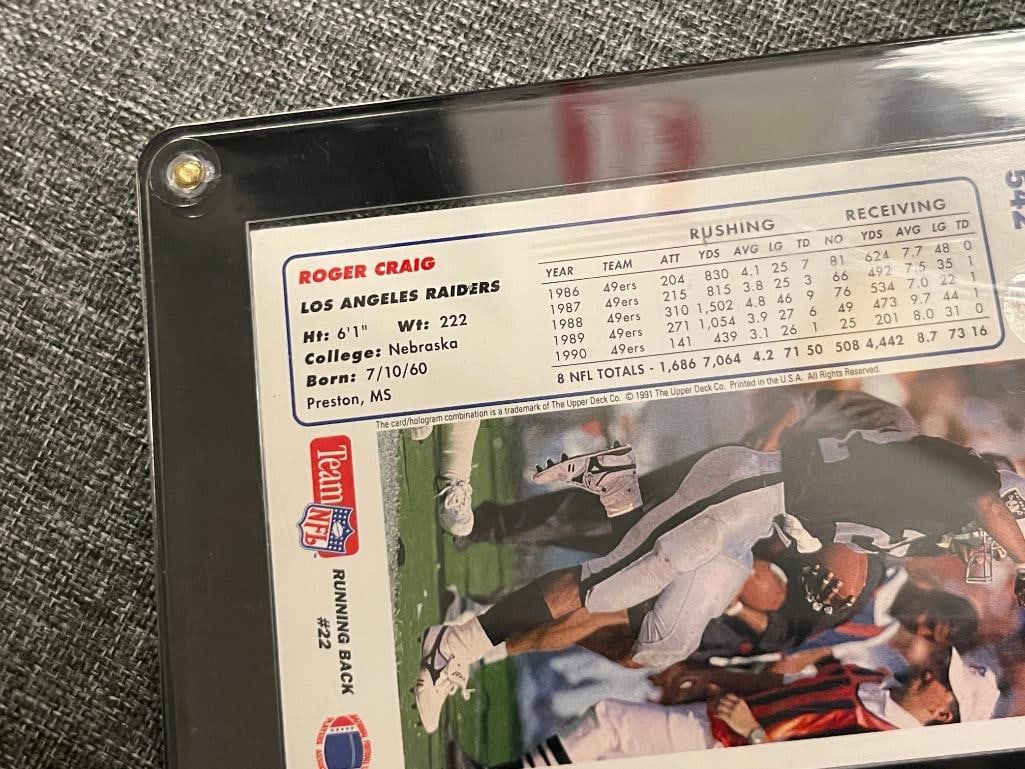 542
ROGER CRAIG
LOS ANGELES RAIDERS
Ht: 6'1" Wt: 222
College: Nebraska
Born: 7/10/60
Preston, MS
RUSHING RECEIVING
YEAR TEAM ATT YDS AVG LG TD NO YDS AVG LG TD
1986 49ers 204 830 4.1 25 7 81 624 7.7 48 0
1987 49ers 215 815 3.8 25 3 66 492 7.5 35 1
1988 49ers 310 1,502 4.8 46 9 76 534 7.0 22 1
1989 49ers 271 1,054 3.9 27 6 49 473 9.7 44 1
1990 49ers 141 439 3.1 26 1 25 201 8.0 31 0
8 NFL TOTALS - 1,686 7,064 4.2 71 50 508 4,442 8.7 73 16
The card/hologram combination is a trademark of The Upper Deck Co. © 1991 The Upper Deck Co. Printed in the U.S.A. All Rights Reserved.
Team
NFL
RUNNING BACK
#22